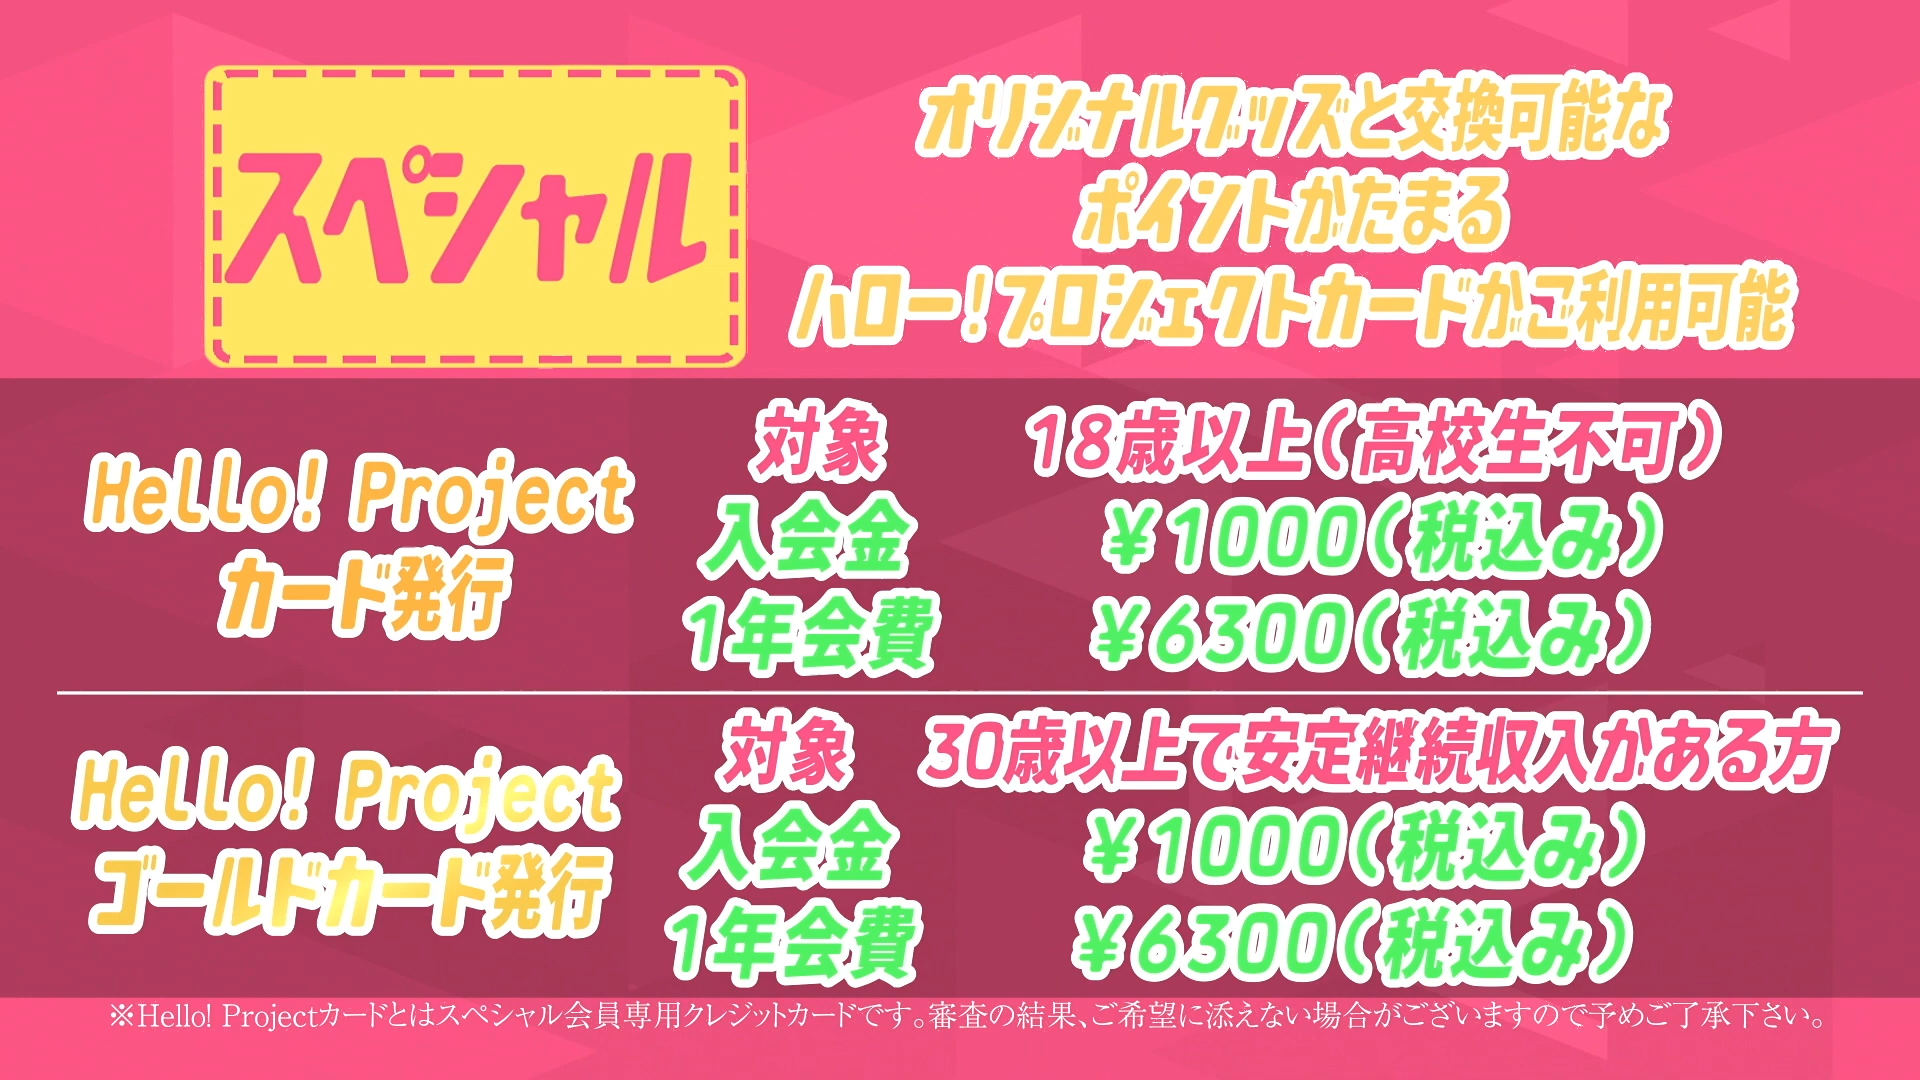 スペシャル
オリジナルグッズと交換可能な
ポイントがたまる
ハロー!プロジェクトカードがご利用可能
Hello! Project
カード発行
対象 18歳以上(高校生不可)
入会金 ¥1000(税込み)
1年会費 ¥6300(税込み)
Hello! Project
ゴールドカード発行
対象 30歳以上で安定継続収入がある方
入会金 ¥1000(税込み)
1年会費 ¥6300(税込み)
※Hello! Projectカードとはスペシャル会員専用クレジットカードです。審査の結果、ご希望に添えない場合がございますので予めご了承下さい。